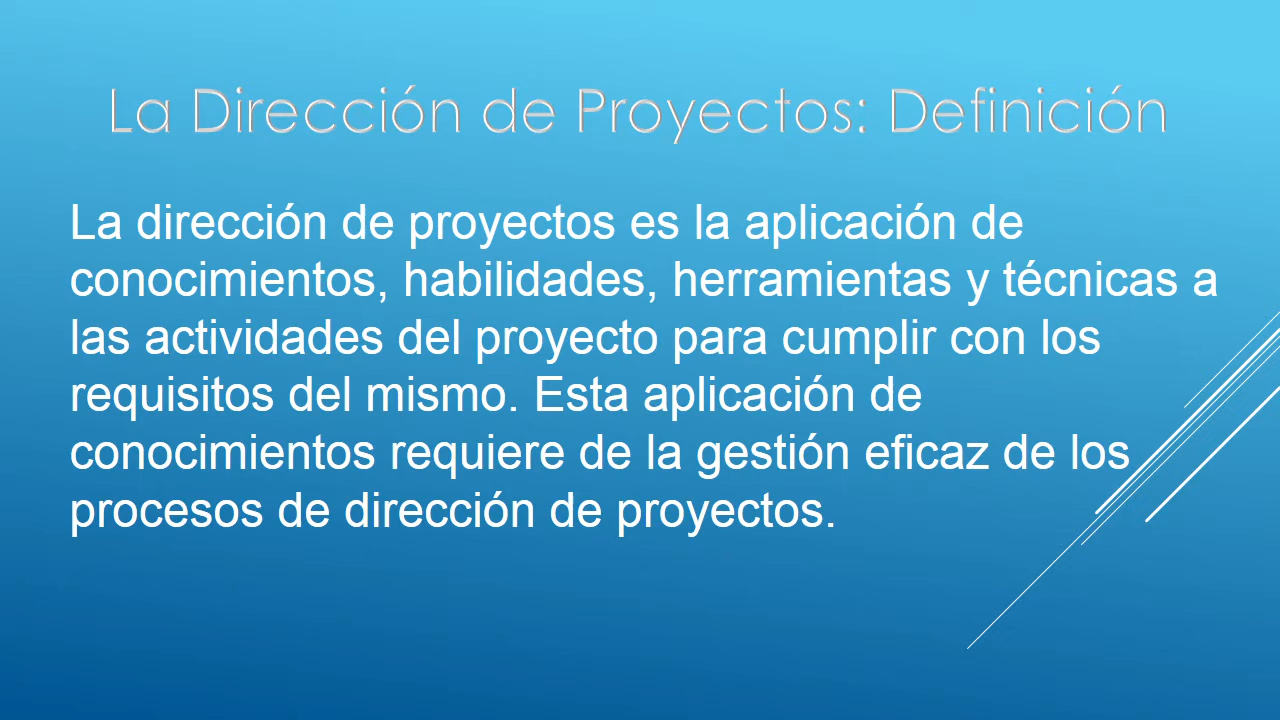 La Dirección de Proyectos: Definición
La dirección de proyectos es la aplicación de
conocimientos, habilidades, herramientas y técnicas a
las actividades del proyecto para cumplir con los
requisitos del mismo. Esta aplicación de
conocimientos requiere de la gestión eficaz de los
procesos de dirección de proyectos.